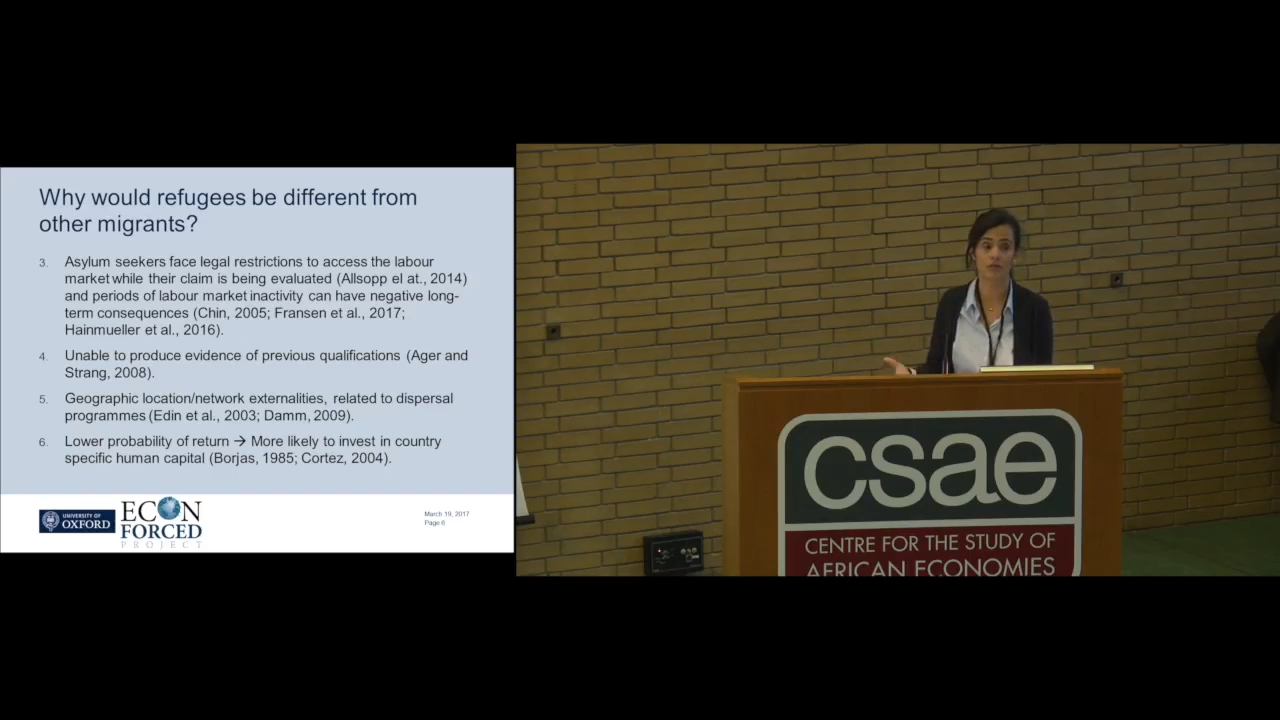 Why would refugees be different from
other migrants?
3. Asylum seekers face legal restrictions to access the labour
market while their claim is being evaluated (Allsopp el at., 2014)
and periods of labour market inactivity can have negative long-
term consequences (Chin, 2005; Fransen et al., 2017;
Hainmueller et al., 2016).
4. Unable to produce evidence of previous qualifications (Ager and
Strang, 2008).
5. Geographic location/network externalities, related to dispersal
programmes (Edin et al., 2003; Damm, 2009).
6. Lower probability of return → More likely to invest in country
specific human capital (Borjas, 1985; Cortez, 2004).
UNIVERSITY OF
OXFORD
ECON
FORCED
PROJECT
March 19, 2017
Page 6
csae
CENTRE FOR THE STUDY OF
AFRICAN ECONOMIES